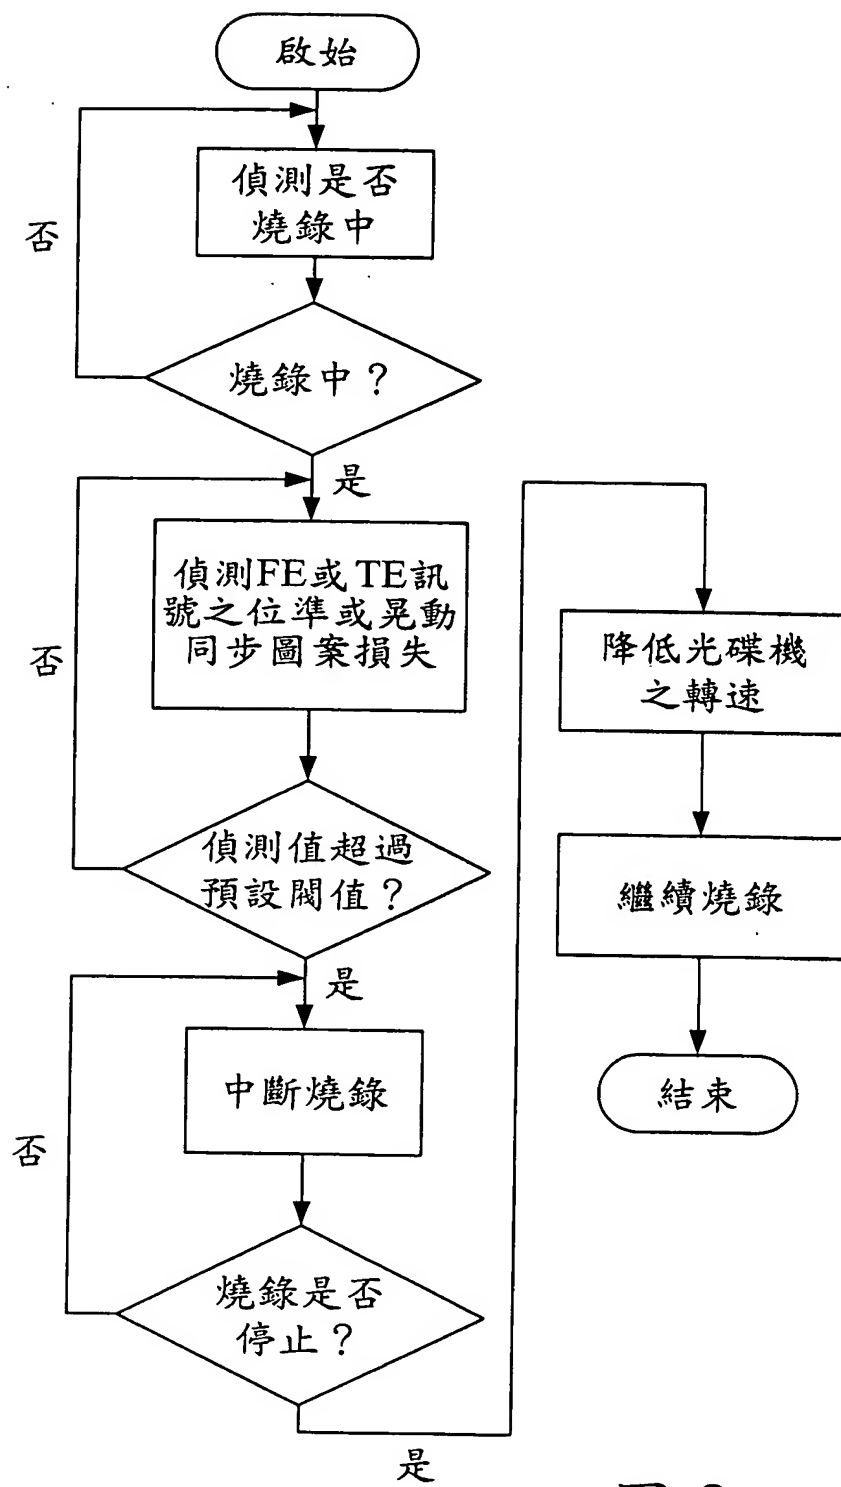 啟始
偵測是否
燒錄中
否
燒錄中？
是
偵測FE或TE訊
號之位準或晃動
同步圖案損失
否
偵測值超過
預設閥值？
是
中斷燒錄
否
燒錄是否
停止？
是
降低光碟機
之轉速
繼續燒錄
結束